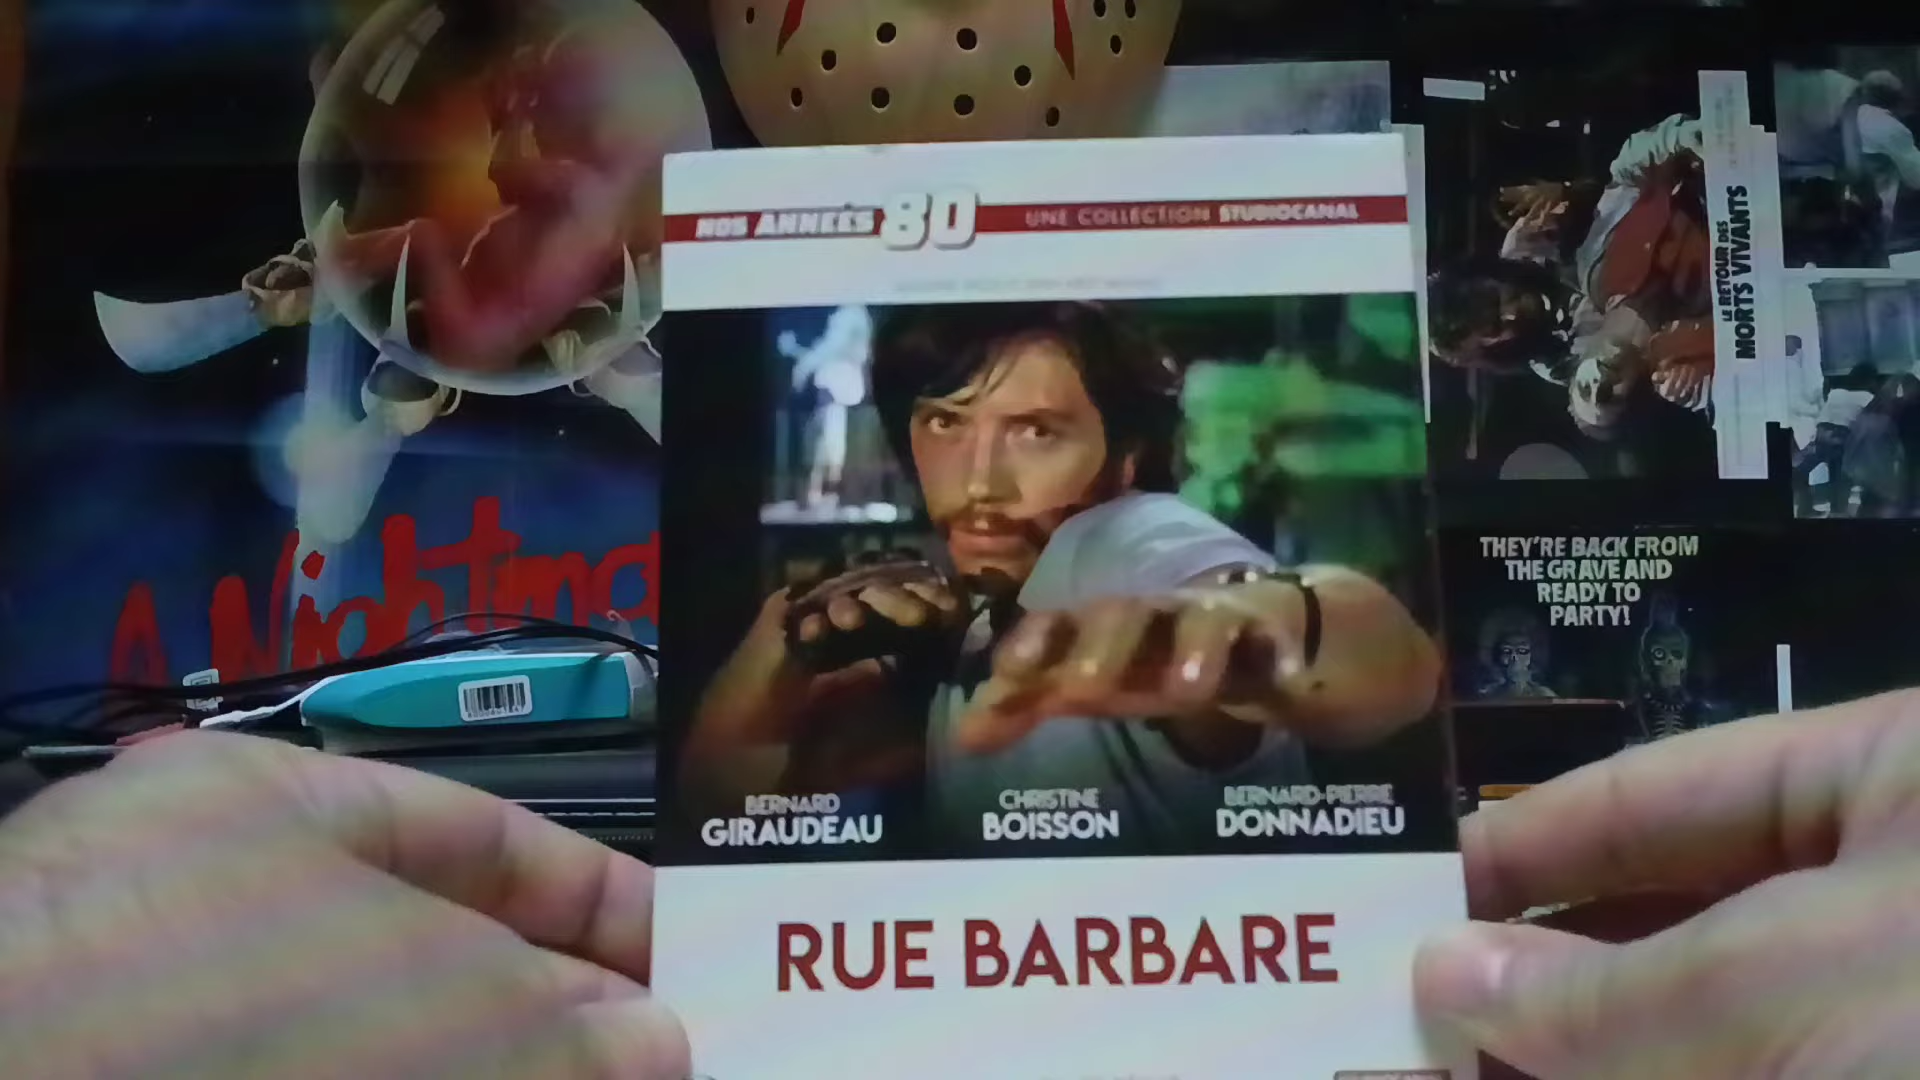 NOS ANNÉES 80 UNE COLLECTION STUDIOCANAL
BERNARD
GIRAUDEAU
CHRISTINE
BOISSON
BERNARD-PIERRE
DONNADIEU
RUE BARBARE
A Nightma
LE RETOUR DES
MORTS VIVANTS
THEY'RE BACK FROM
THE GRAVE AND
READY TO
PARTY!